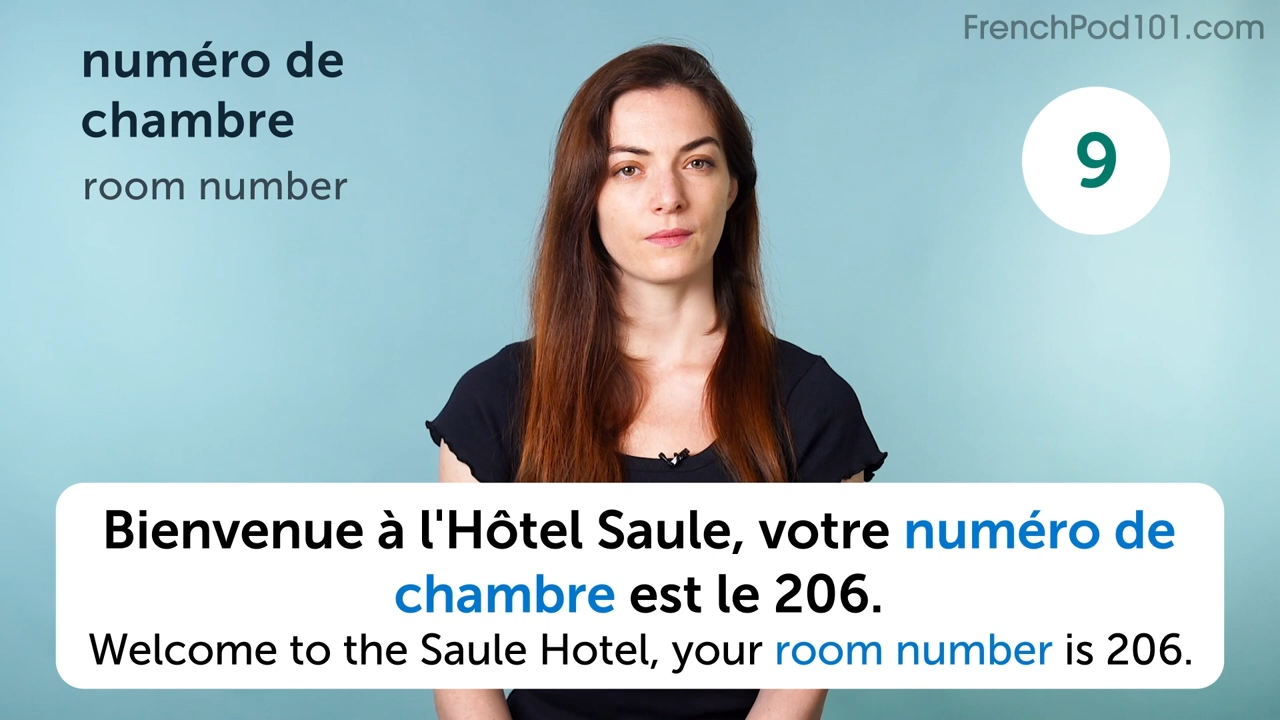 FrenchPod101.com
numéro de
chambre
room number
9
Bienvenue à l'Hôtel Saule, votre numéro de
chambre est le 206.
Welcome to the Saule Hotel, your room number is 206.